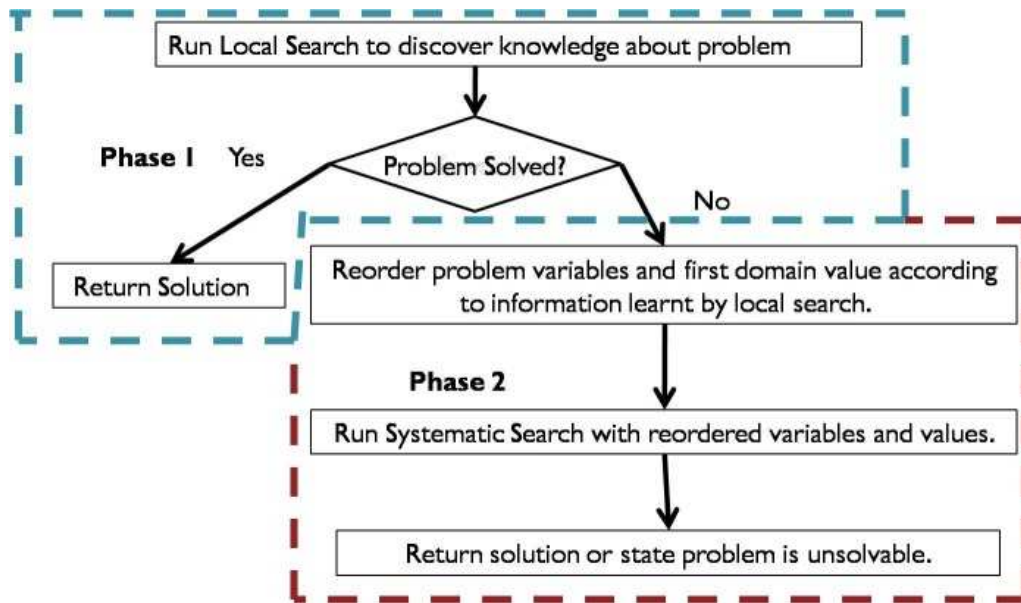 Run Local Search to discover knowledge about problem
Phase 1 Yes
Problem Solved?
No
Return Solution
Reorder problem variables and first domain value according
to information learnt by local search.
Phase 2
Run Systematic Search with reordered variables and values.
Return solution or state problem is unsolvable.